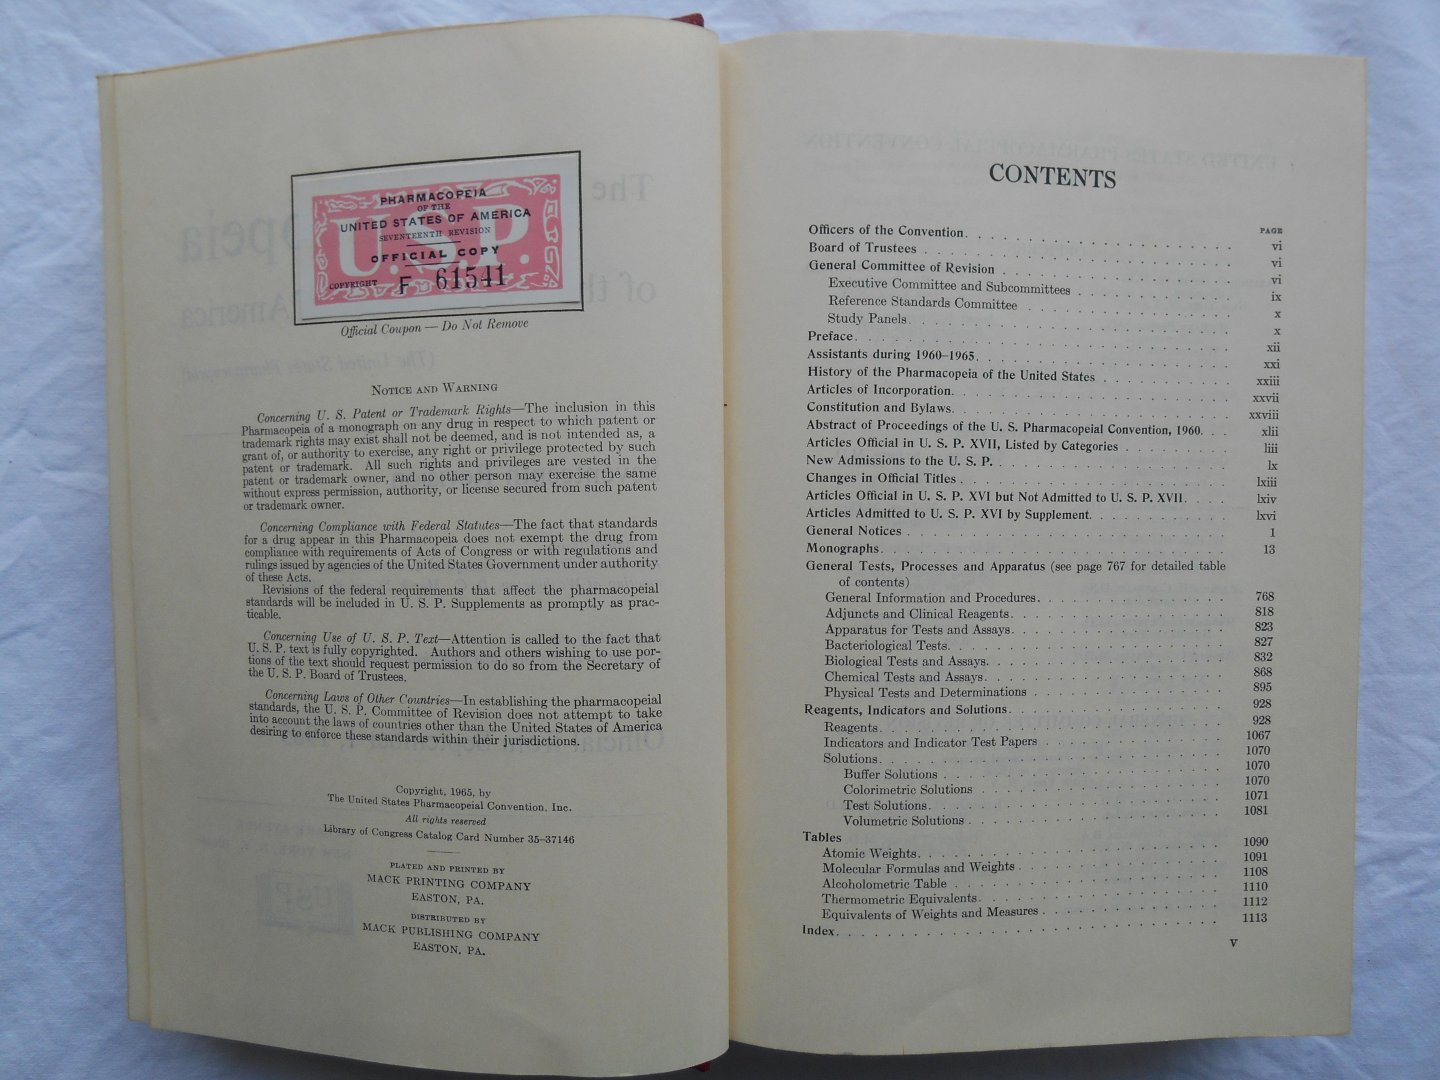 PHARMACOPEIA
OF THE
UNITED STATES OF AMERICA
SEVENTEENTH REVISION
U.S.P.
OFFICIAL COPY
COPYRIGHT F 61541
Official Coupon — Do Not Remove
NOTICE AND WARNING
Concerning U. S. Patent or Trademark Rights—The inclusion in this
Pharmacopeia of a monograph on any drug in respect to which patent or
trademark rights may exist shall not be deemed, and is not intended as, a
grant of, or authority to exercise, any right or privilege protected by such
patent or trademark. All such rights and privileges are vested in the
patent or trademark owner, and no other person may exercise the same
without express permission, authority, or license secured from such patent
or trademark owner.
Concerning Compliance with Federal Statutes—The fact that standards
for a drug appear in this Pharmacopeia does not exempt the drug from
compliance with requirements of Acts of Congress or with regulations and
rulings issued by agencies of the United States Government under authority
of these Acts.
Revisions of the federal requirements that affect the pharmacopeial
standards will be included in U. S. P. Supplements as promptly as prac-
ticable.
Concerning Use of U. S. P. Text—Attention is called to the fact that
U. S. P. text is fully copyrighted. Authors and others wishing to use por-
tions of the text should request permission to do so from the Secretary of
the U. S. P. Board of Trustees.
Concerning Laws of Other Countries—In establishing the pharmacopeial
standards, the U. S. P. Committee of Revision does not attempt to take
into account the laws of countries other than the United States of America
desiring to enforce these standards within their jurisdictions.
Copyright, 1965, by
The United States Pharmacopeial Convention, Inc.
All rights reserved
Library of Congress Catalog Card Number 35–37146
PLATED AND PRINTED BY
MACK PRINTING COMPANY
EASTON, PA.
DISTRIBUTED BY
MACK PUBLISHING COMPANY
EASTON, PA.
CONTENTS
PAGE
Officers of the Convention. vi
Board of Trustees vi
General Committee of Revision vi
Executive Committee and Subcommittees ix
Reference Standards Committee x
Study Panels. x
Preface. xii
Assistants during 1960–1965. xxi
History of the Pharmacopeia of the United States xxiii
Articles of Incorporation. xxvii
Constitution and Bylaws. xxviii
Abstract of Proceedings of the U. S. Pharmacopeial Convention, 1960. xlii
Articles Official in U. S. P. XVII, Listed by Categories liii
New Admissions to the U. S. P. lx
Changes in Official Titles lxiii
Articles Official in U. S. P. XVI but Not Admitted to U. S. P. XVII. lxiv
Articles Admitted to U. S. P. XVI by Supplement. lxvi
General Notices 1
Monographs. 13
General Tests, Processes and Apparatus (see page 767 for detailed table
of contents)
General Information and Procedures. 768
Adjuncts and Clinical Reagents. 818
Apparatus for Tests and Assays. 823
Bacteriological Tests. 827
Biological Tests and Assays. 832
Chemical Tests and Assays. 868
Physical Tests and Determinations 895
Reagents, Indicators and Solutions. 928
Reagents. 928
Indicators and Indicator Test Papers 1067
Solutions. 1070
Buffer Solutions 1070
Colorimetric Solutions 1070
Test Solutions. 1071
Volumetric Solutions 1081
Tables 1090
Atomic Weights. 1091
Molecular Formulas and Weights 1108
Alcoholometric Table 1110
Thermometric Equivalents. 1112
Equivalents of Weights and Measures 1113
Index.
v